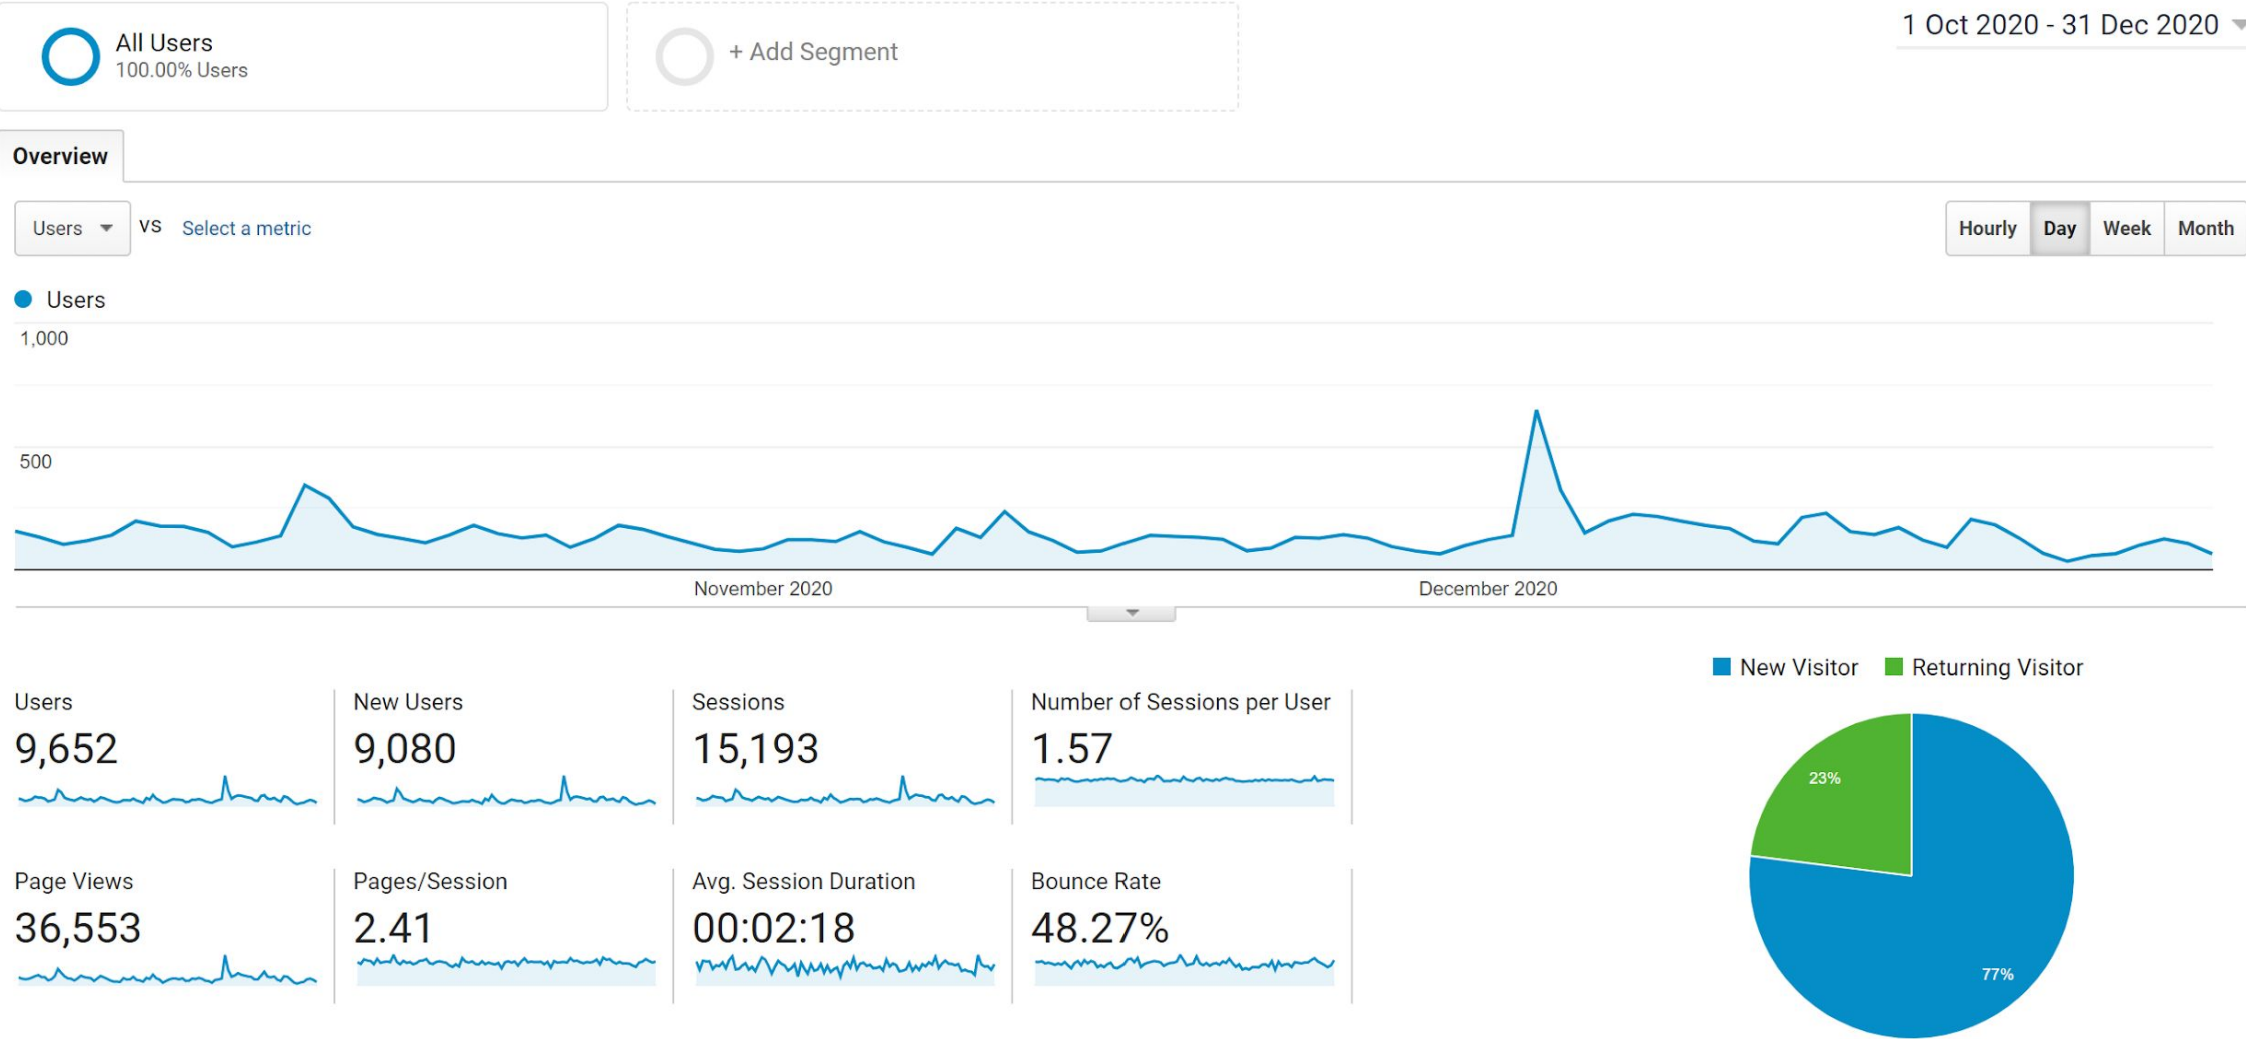 All Users
100.00% Users
+ Add Segment
1 Oct 2020 - 31 Dec 2020
Overview
Users VS Select a metric
Hourly Day Week Month
Users
1,000
500
November 2020 December 2020
New Visitor Returning Visitor
Users New Users Sessions Number of Sessions per User
9,652 9,080 15,193 1.57
23%
Page Views Pages/Session Avg. Session Duration Bounce Rate
36,553 2.41 00:02:18 48.27%
77%